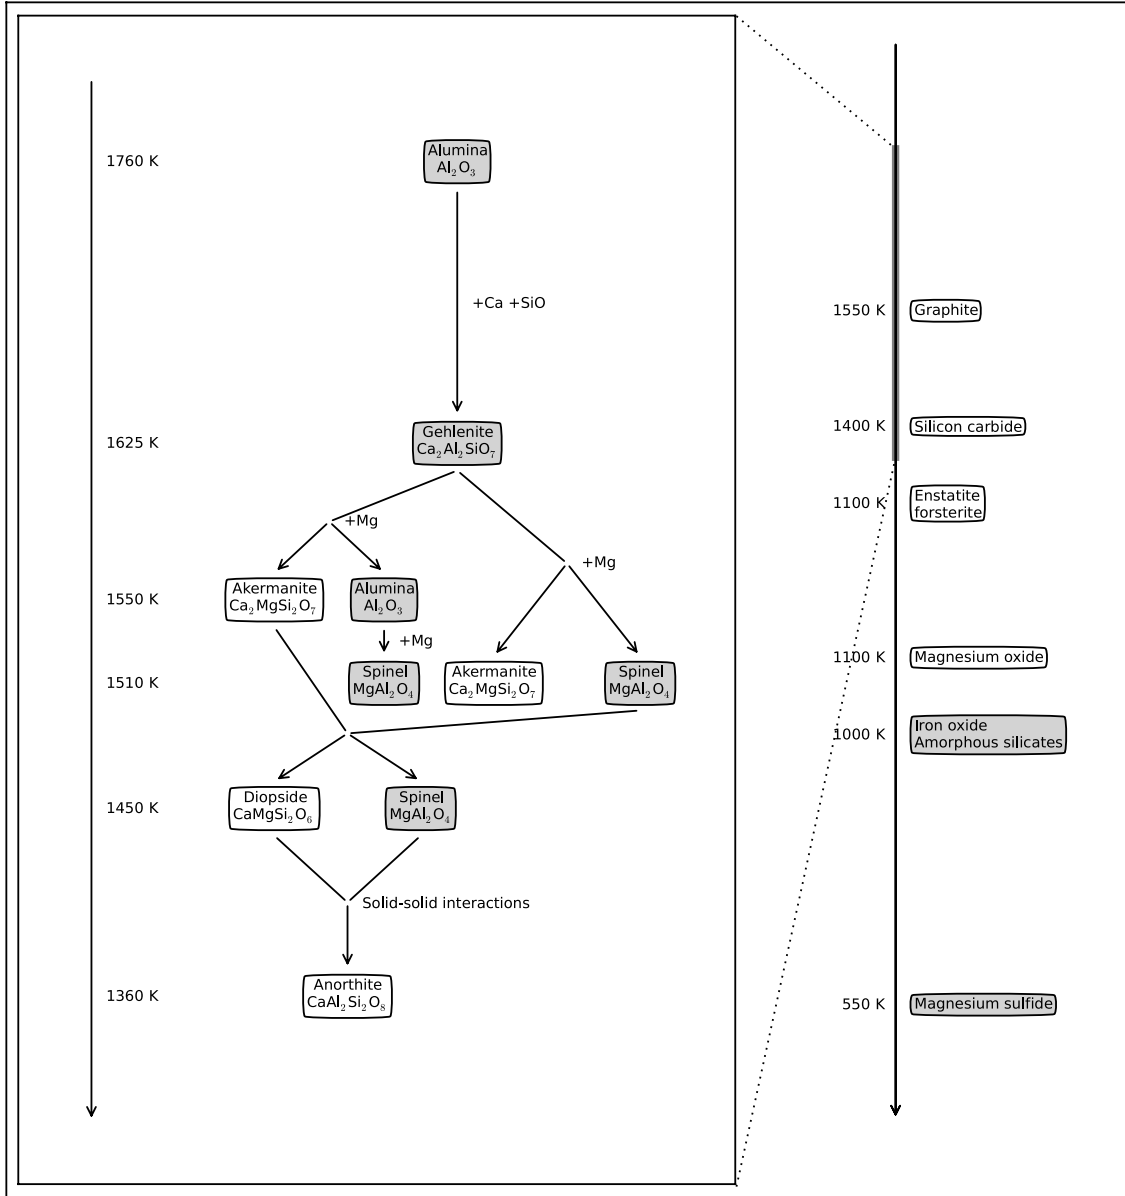 1760 K
Alumina
Al₂O₃
+Ca +SiO
1625 K
Gehlenite
Ca₂Al₂SiO₇
+Mg
+Mg
1550 K
Akermanite
Ca₂MgSi₂O₇
Alumina
Al₂O₃
+Mg
1510 K
Spinel
MgAl₂O₄
Akermanite
Ca₂MgSi₂O₇
Spinel
MgAl₂O₄
1450 K
Diopside
CaMgSi₂O₆
Spinel
MgAl₂O₄
Solid-solid interactions
1360 K
Anorthite
CaAl₂Si₂O₈
1550 K Graphite
1400 K Silicon carbide
1100 K
Enstatite
forsterite
1100 K Magnesium oxide
1000 K
Iron oxide
Amorphous silicates
550 K Magnesium sulfide